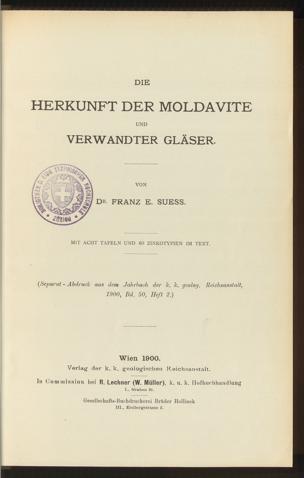 DIE
HERKUNFT DER MOLDAVITE
UND
VERWANDTER GLÄSER.
VON
DR. FRANZ E. SUESS.
MIT ACHT TAFELN UND 60 ZINKOTYPIEN IM TEXT.
(Separat-Abdruck aus dem Jahrbuch der k. k. geolog. Reichsanstalt,
1900, Bd. 50, Heft 2.)
Wien 1900.
Verlag der k. k. geologischen Reichsanstalt.
In Commission bei R. Lechner (W. Müller), k. u. k. Hofbuchhandlung
I., Graben 31.
Gesellschafts-Buchdruckerei Brüder Hollinek
III., Erdbergstrasse 3.